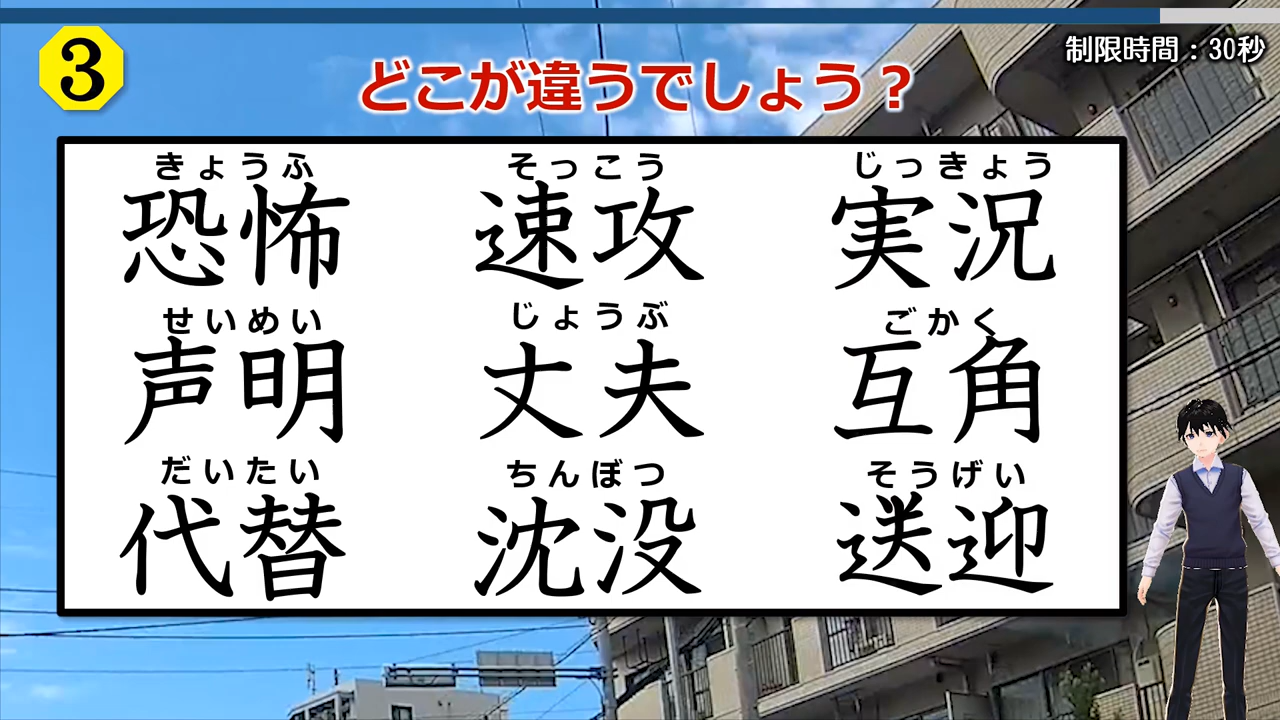 3
制限時間：30秒
どこが違うでしょう？
きょうふ そっこう じっきょう
恐怖 速攻 実況
せいめい じょうぶ ごかく
声明 丈夫 互角
だいたい ちんぼつ そうげい
代替 沈没 送迎